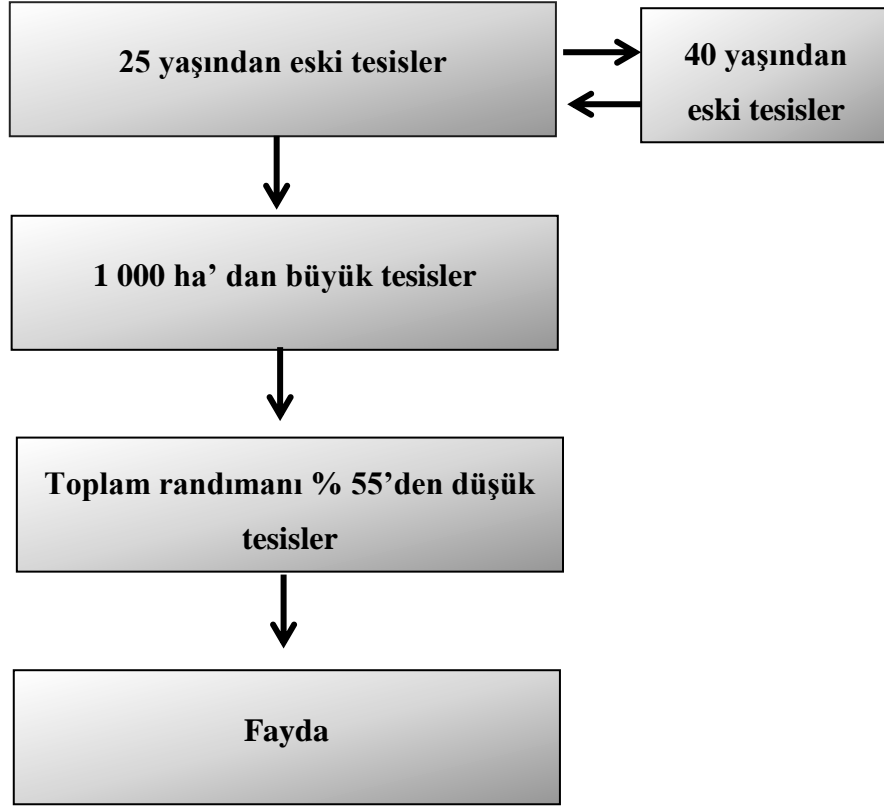 25 yaşından eski tesisler
40 yaşından
eski tesisler
1 000 ha’ dan büyük tesisler
Toplam randımanı % 55’den düşük
tesisler
Fayda